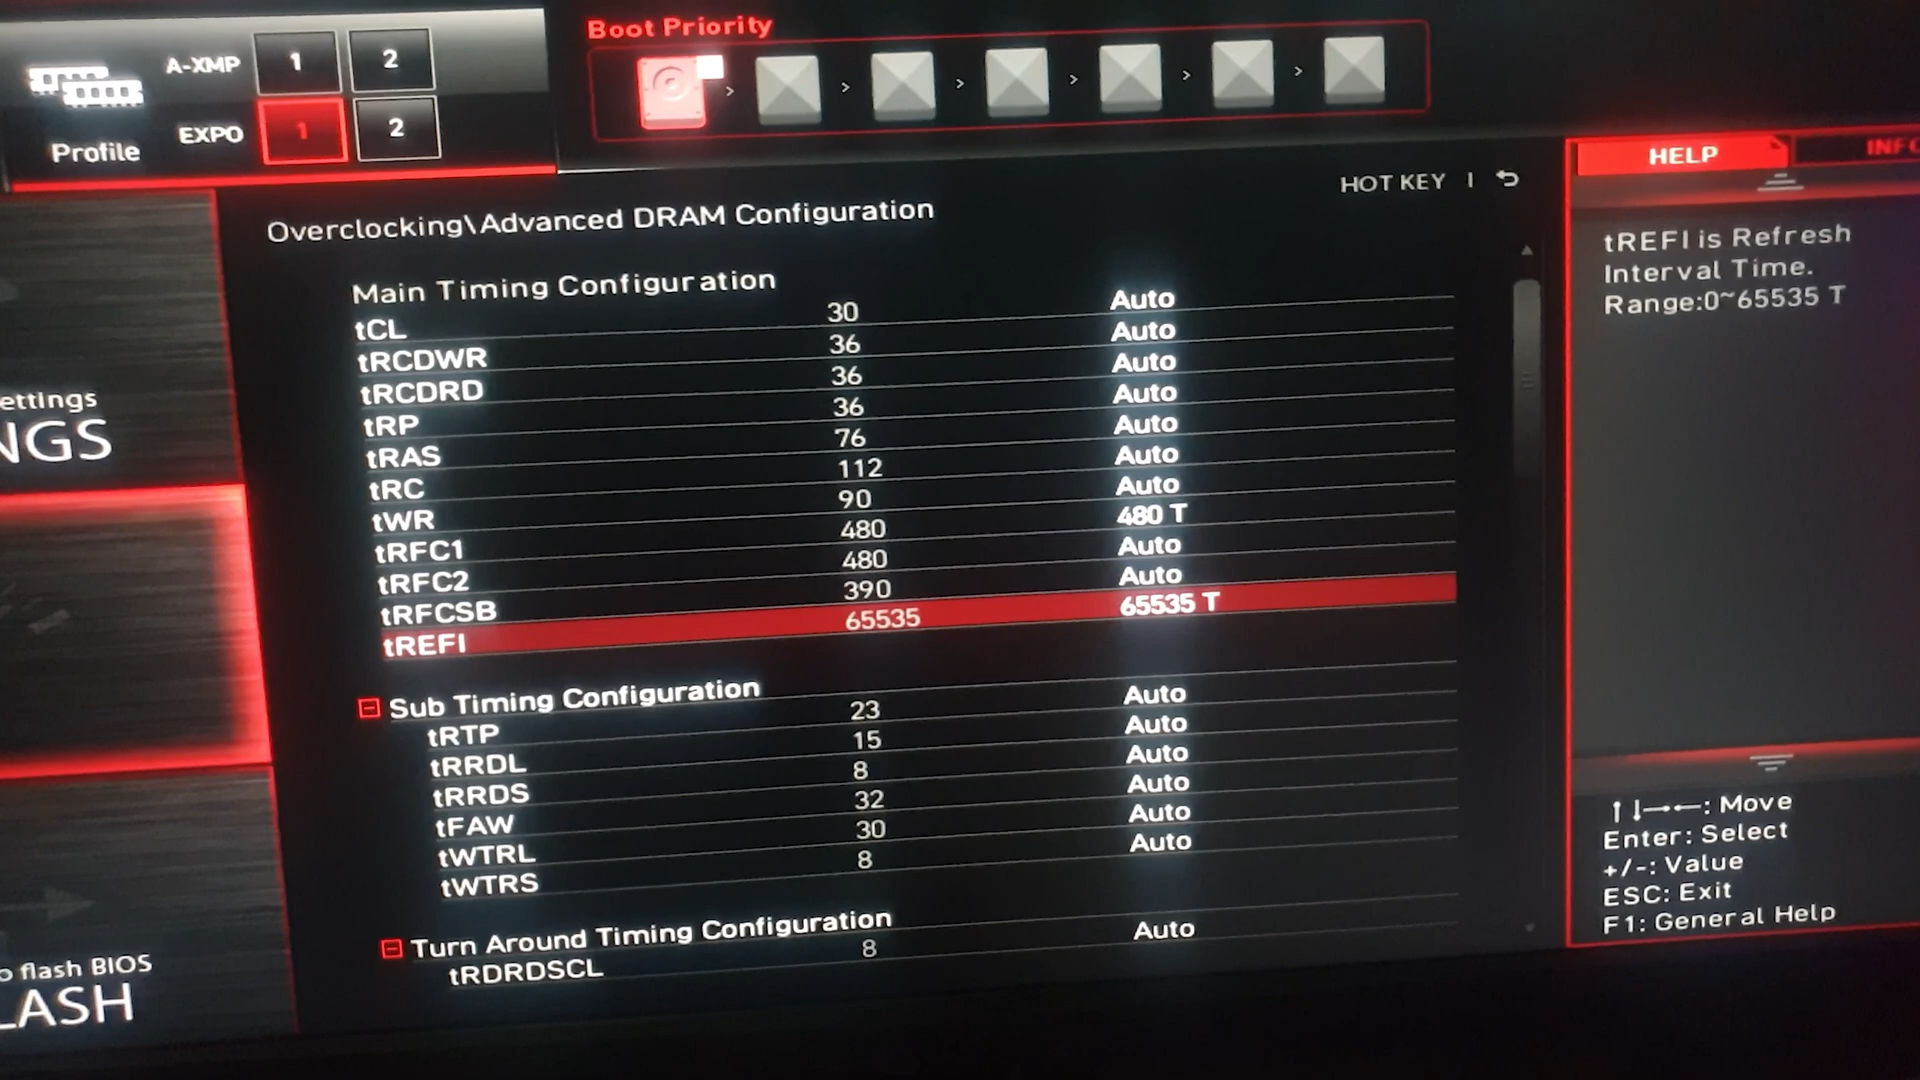 Boot Priority
A-XMP 1 2
EXPO 1 2
Profile
HELP
INFO
HOT KEY |
Overclocking\Advanced DRAM Configuration
Main Timing Configuration
tCL 30 Auto
tRCDWR 36 Auto
tRCDRD 36 Auto
tRP 36 Auto
tRAS 76 Auto
tRC 112 Auto
tWR 90 Auto
tRFC1 480 480 T
tRFC2 480 Auto
tRFCSB 390 Auto
tREFI 65535 65535 T
Sub Timing Configuration
tRTP 23 Auto
tRRDL 15 Auto
tRRDS 8 Auto
tFAW 32 Auto
tWTRL 30 Auto
tWTRS 8 Auto
Turn Around Timing Configuration
tRDRDSCL 8 Auto
ettings
NGS
o flash BIOS
LASH
tREFI is Refresh
Interval Time.
Range:0~65535 T
↑↓→←: Move
Enter: Select
+/-: Value
ESC: Exit
F1: General Help